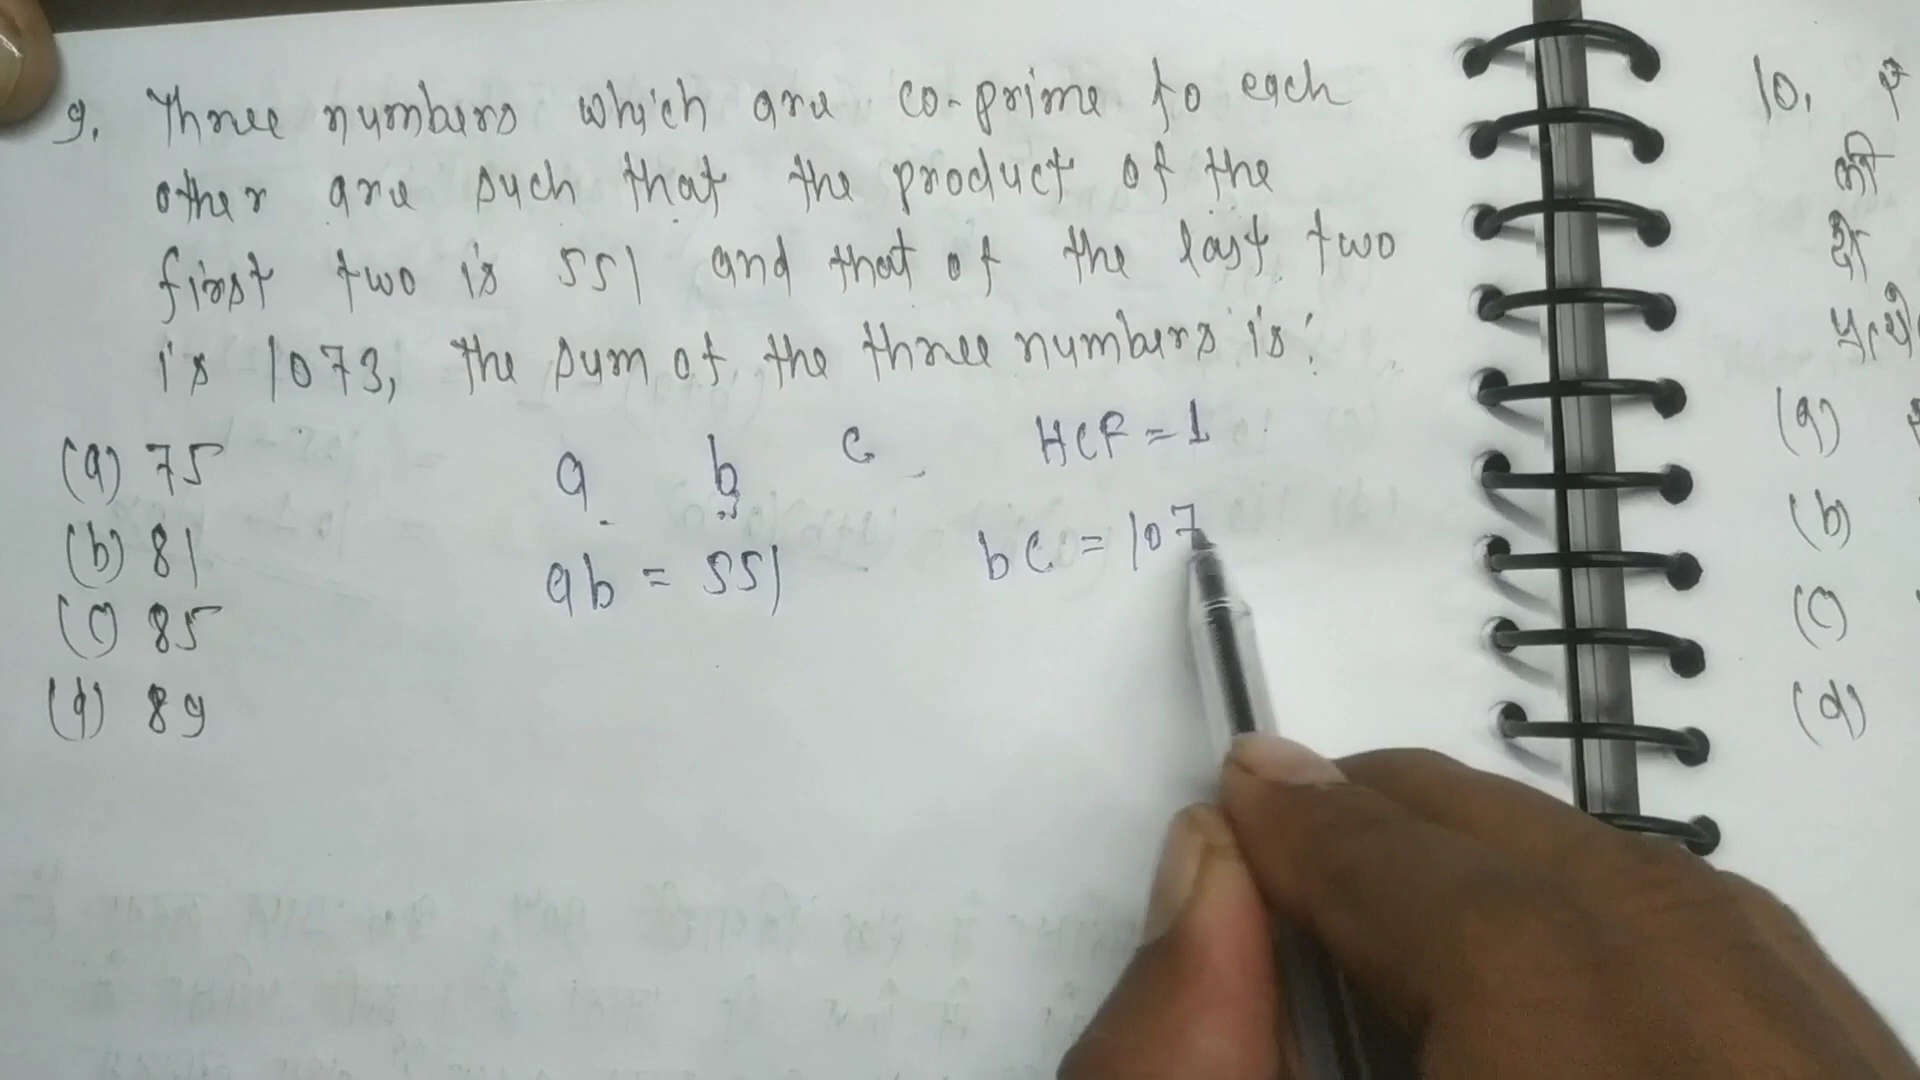 9. Three numbers which are co-prime to each
other are such that the product of the
first two is 551 and that of the last two
is 1073, the sum of the three numbers is:
(a) 75
(b) 81
(c) 85
(d) 89
a b c HCF = 1
ab = 551 bc = 107
10.
की
दो
(a)
(b)
(c)
(d)